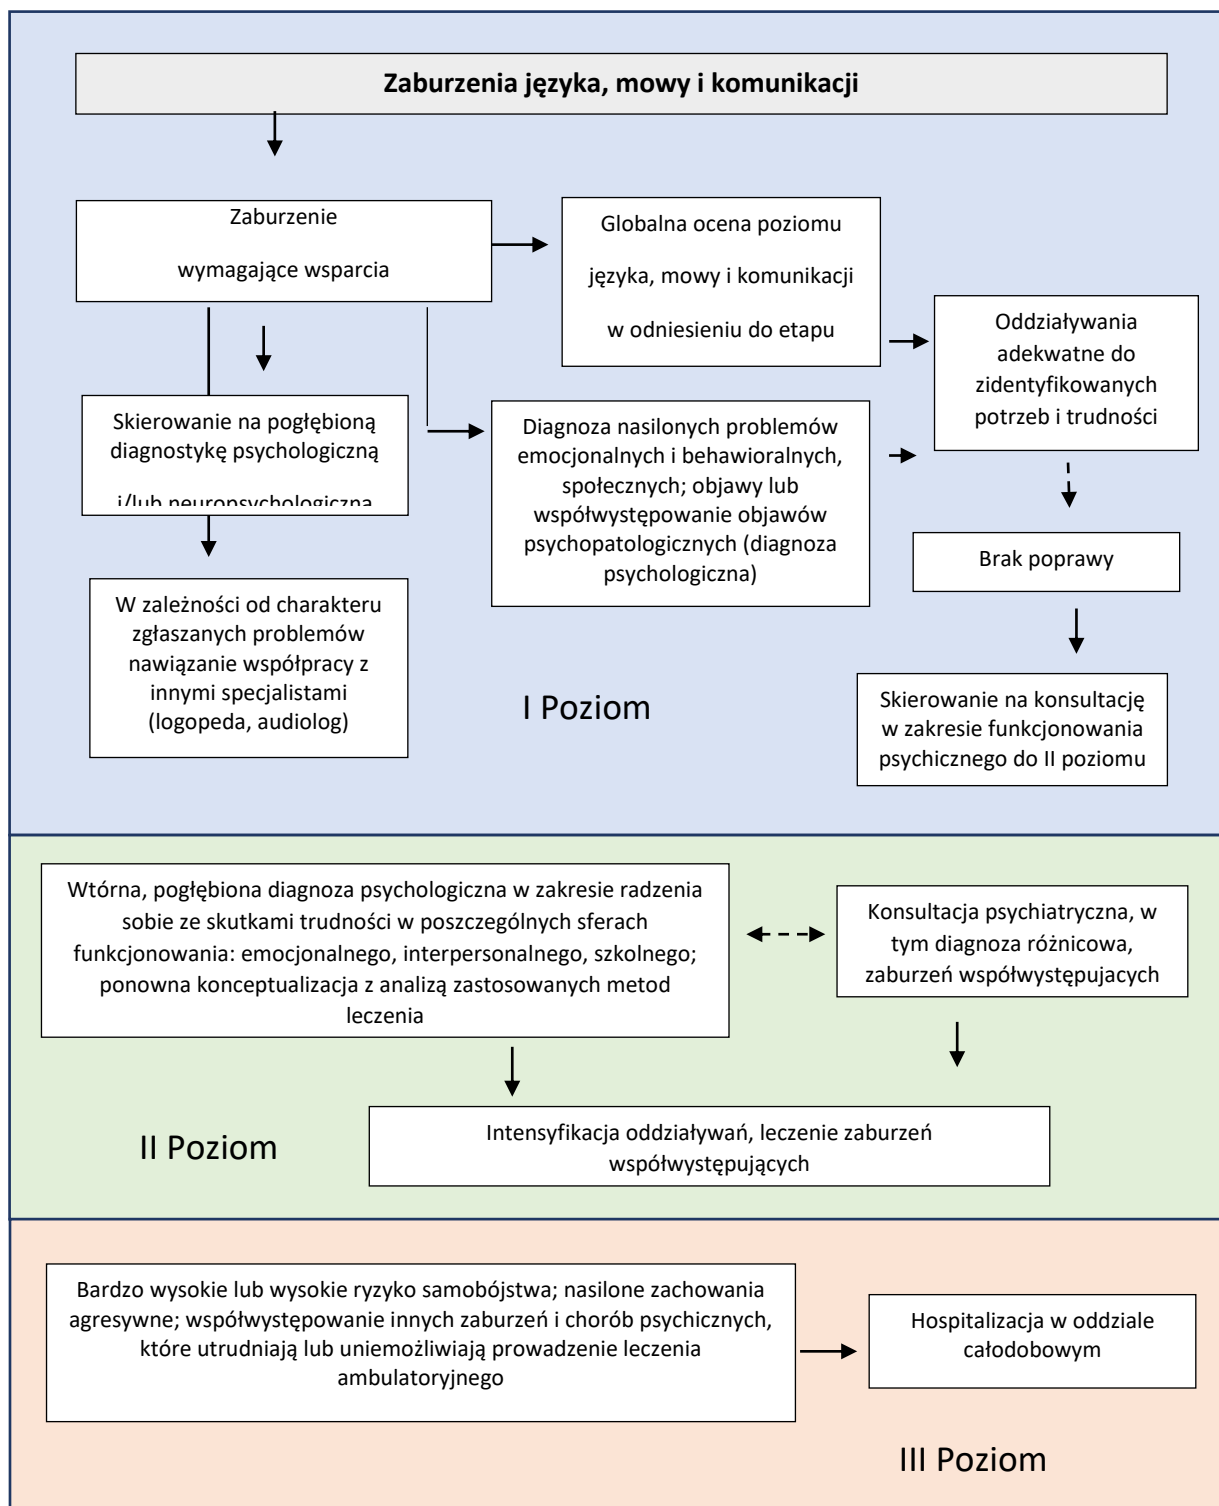 Zaburzenia języka, mowy i komunikacji
Zaburzenie
wymagające wsparcia
Globalna ocena poziomu
języka, mowy i komunikacji
w odniesieniu do etapu
Oddziaływania
adekwatne do
zidentyfikowanych
potrzeb i trudności
Skierowanie na pogłębioną
diagnostykę psychologiczną
i/lub neuropsychologiczną
Diagnoza nasilonych problemów
emocjonalnych i behawioralnych,
społecznych; objawy lub
współwystępowanie objawów
psychopatologicznych (diagnoza
psychologiczna)
Brak poprawy
W zależności od charakteru
zgłaszanych problemów
nawiązanie współpracy z
innymi specjalistami
(logopeda, audiolog)
I Poziom
Skierowanie na konsultację
w zakresie funkcjonowania
psychicznego do II poziomu
Wtórna, pogłębiona diagnoza psychologiczna w zakresie radzenia
sobie ze skutkami trudności w poszczególnych sferach
funkcjonowania: emocjonalnego, interpersonalnego, szkolnego;
ponowna konceptualizacja z analizą zastosowanych metod
leczenia
Konsultacja psychiatryczna, w
tym diagnoza różnicowa,
zaburzeń współwystępujacych
II Poziom
Intensyfikacja oddziaływań, leczenie zaburzeń
współwystępujących
Bardzo wysokie lub wysokie ryzyko samobójstwa; nasilone zachowania
agresywne; współwystępowanie innych zaburzeń i chorób psychicznych,
które utrudniają lub uniemożliwiają prowadzenie leczenia
ambulatoryjnego
Hospitalizacja w oddziale
całodobowym
III Poziom